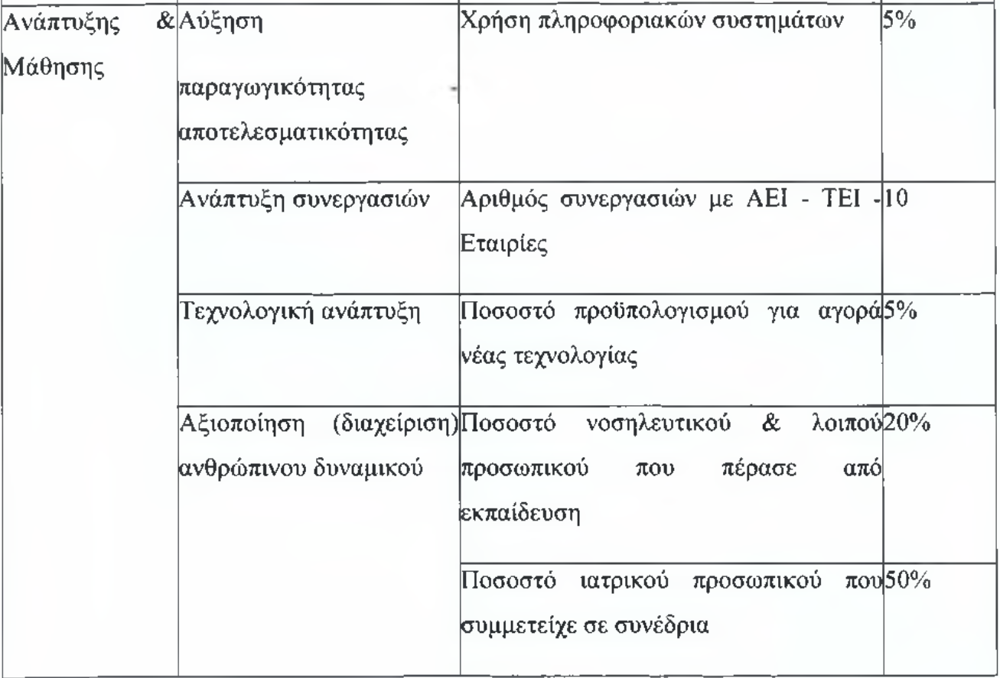 Ανάπτυξης &
Μάθησης
Αύξηση
παραγωγικότητας -
αποτελεσματικότητας
Χρήση πληροφοριακών συστημάτων
5%
Ανάπτυξη συνεργασιών
Αριθμός συνεργασιών με ΑΕΙ - ΤΕΙ -
Εταιρίες
10
Τεχνολογική ανάπτυξη
Ποσοστό προϋπολογισμού για αγορά
νέας τεχνολογίας
5%
Αξιοποίηση (διαχείριση)
ανθρώπινου δυναμικού
Ποσοστό νοσηλευτικού & λοιπού
προσωπικού που πέρασε από
εκπαίδευση
20%
Ποσοστό ιατρικού προσωπικού που
συμμετείχε σε συνέδρια
50%